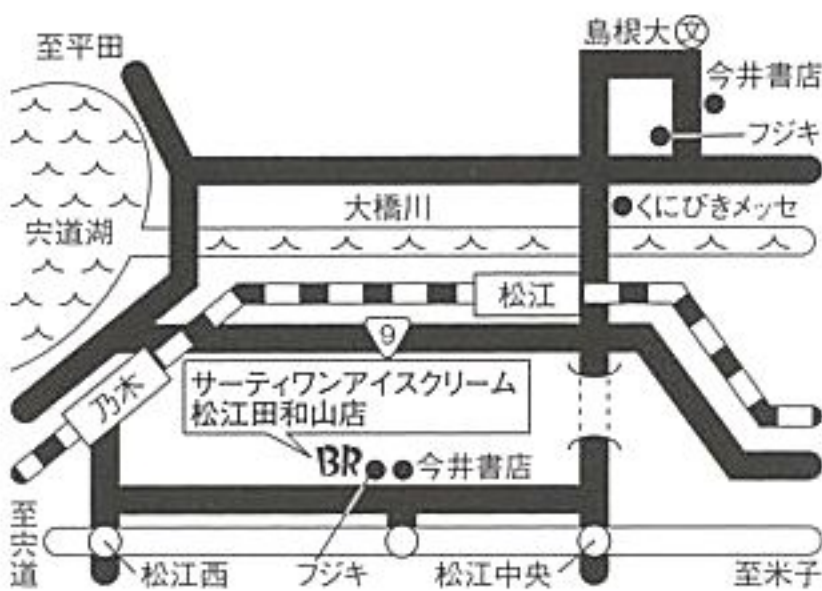 島根大
文
至平田
今井書店
フジキ
大橋川
くにびきメッセ
宍道湖
松江
9
乃木
サーティワンアイスクリーム
松江田和山店
BR
今井書店
至宍道
松江西
フジキ
松江中央
至米子